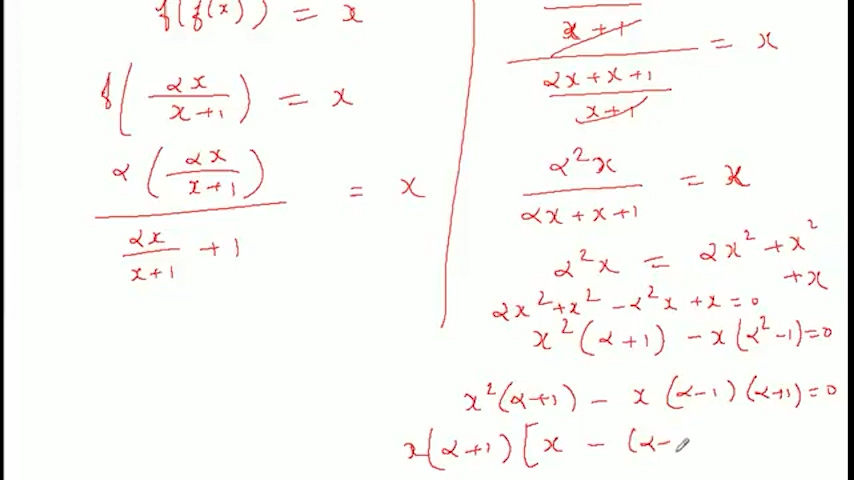 f(f(x)) = x
f(αx/(x+1)) = x
α(αx/(x+1)) / (αx/(x+1) + 1) = x
x+1
———————— = x
αx+x+1
x+1
α²x/(αx+x+1) = x
α²x = αx² + x²
+x
αx² + x² - α²x + x = 0
x²(α+1) - x(α²-1) = 0
x²(α+1) - x(α-1)(α+1) = 0
x(α+1)[x - (α-